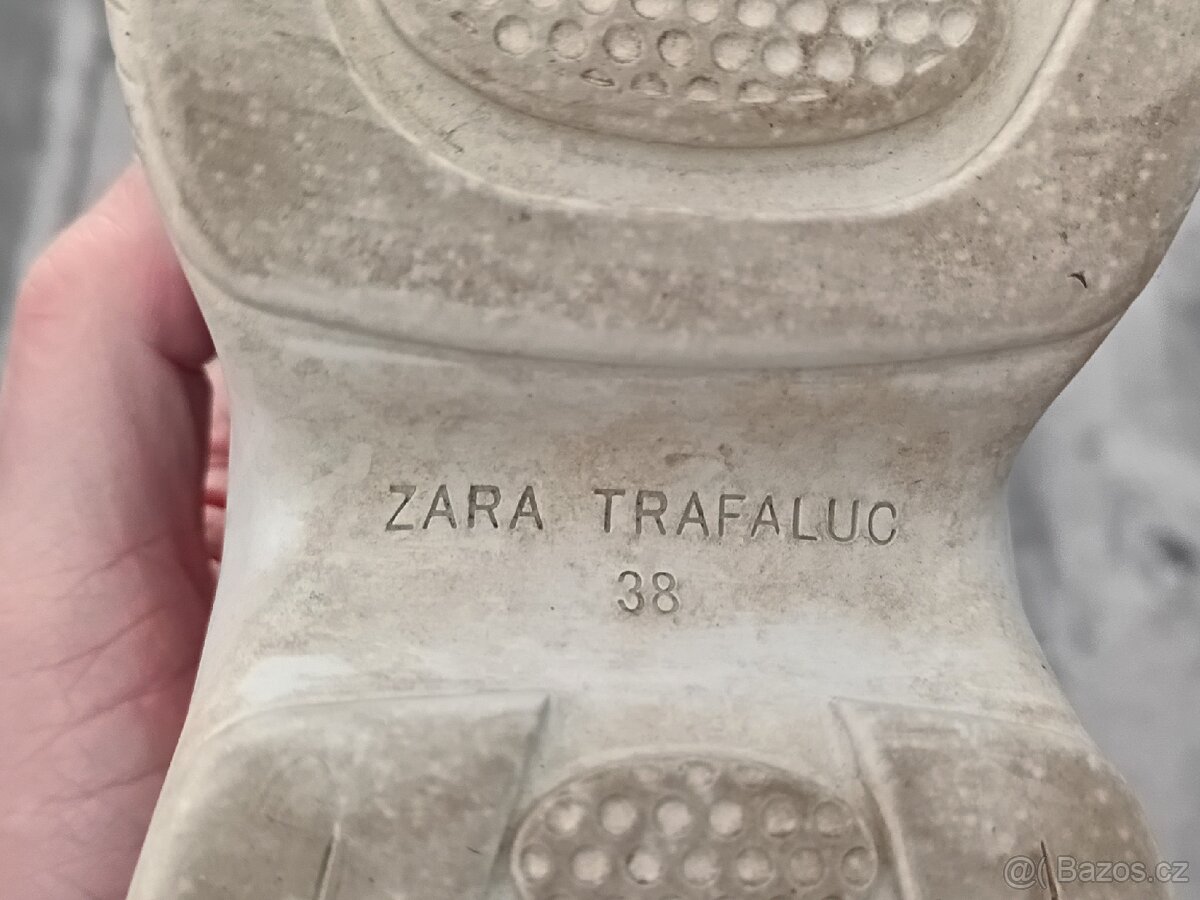 ZARA TRAFALUC
38
@( Bazos.cz